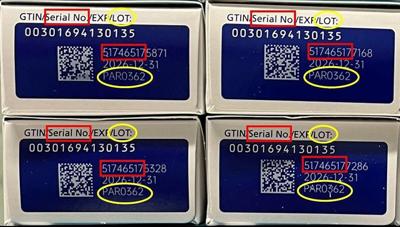 GTIN/Serial No./EXP/LOT:
00301694130135
517465175871
2026-12-31
PAR0362
GTIN/Serial No./EXP/LOT:
00301694130135
517465177168
2026-12-31
PAR0362
GTIN/Serial No./EXP/LOT:
00301694130135
517465175328
2026-12-31
PAR0362
GTIN/Serial No./EXP/LOT:
00301694130135
517465177286
2026-12-31
PAR0362